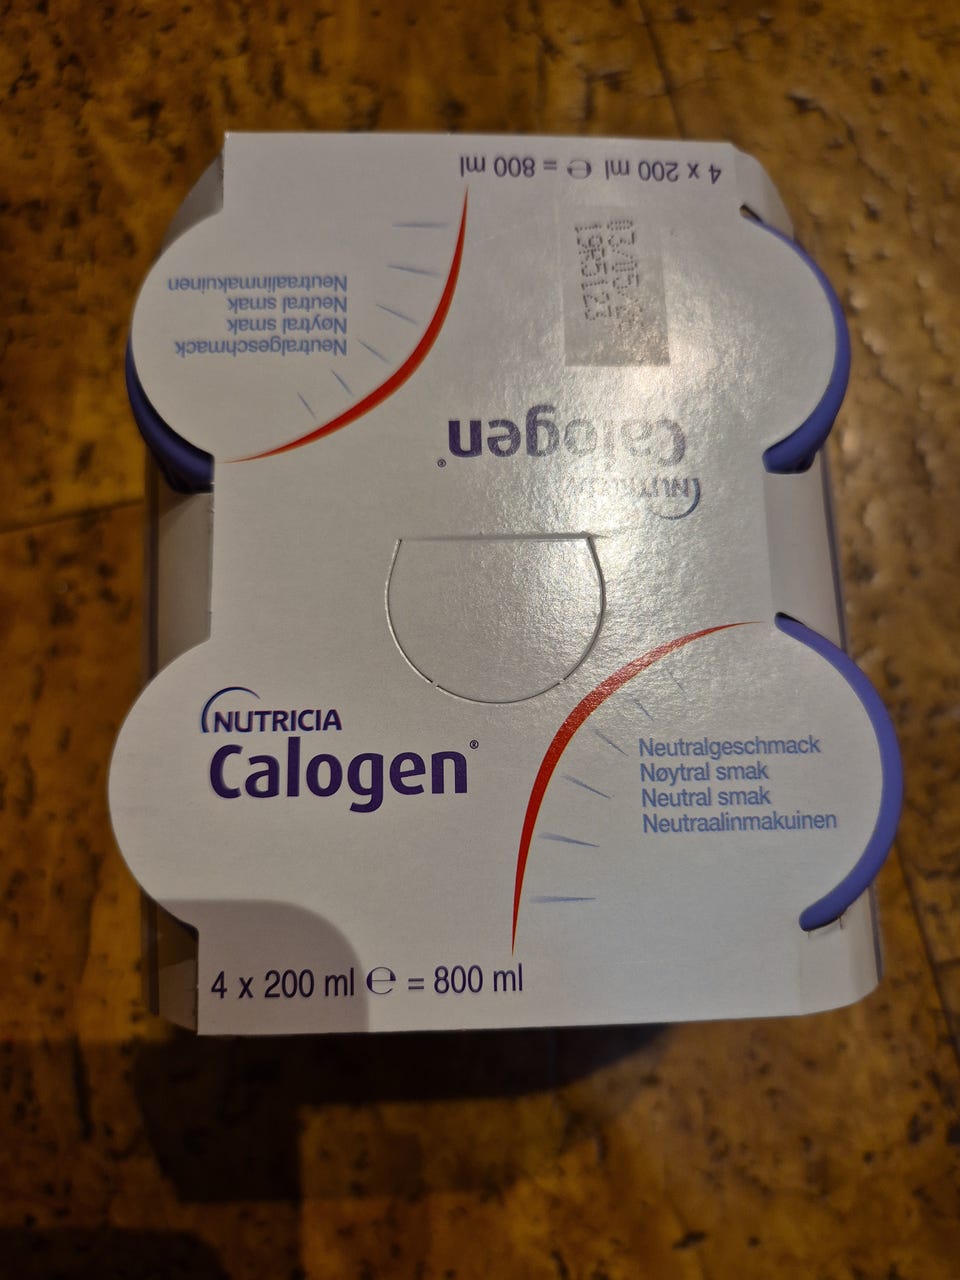 4 x 200 ml ℮ = 800 ml
Neutralgeschmack
Nøytral smak
Neutral smak
Neutraalinmakuinen
Calogen®
NUTRICIA
NUTRICIA
Calogen®
Neutralgeschmack
Nøytral smak
Neutral smak
Neutraalinmakuinen
4 x 200 ml ℮ = 800 ml